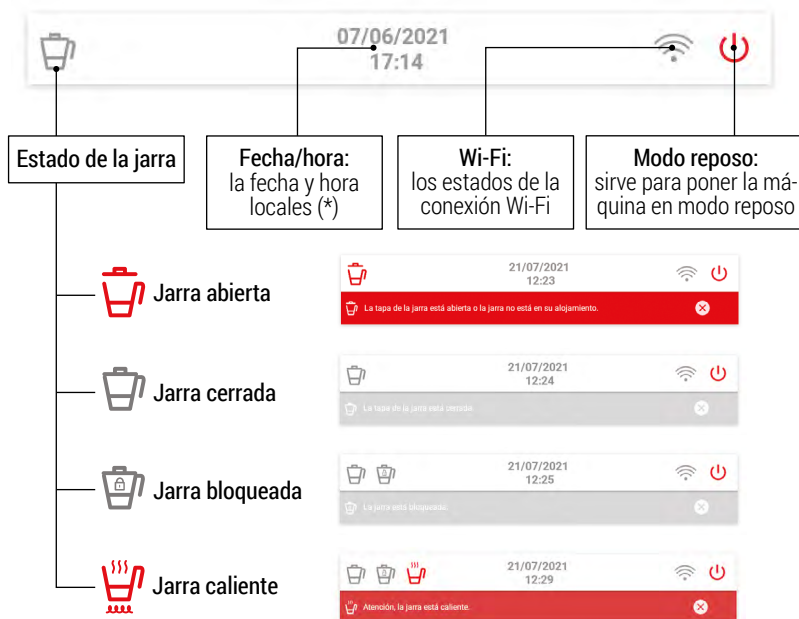 07/06/2021
17:14
Estado de la jarra
Fecha/hora:
la fecha y hora
locales (*)
Wi-Fi:
los estados de la
conexión Wi-Fi
Modo reposo:
sirve para poner la má-
quina en modo reposo
Jarra abierta
21/07/2021
12:23
La tapa de la jarra está abierta o la jarra no está en su alojamiento.
Jarra cerrada
21/07/2021
12:24
La tapa de la jarra está cerrada.
Jarra bloqueada
21/07/2021
12:25
La jarra está bloqueada.
Jarra caliente
21/07/2021
12:29
Atención, la jarra está caliente.